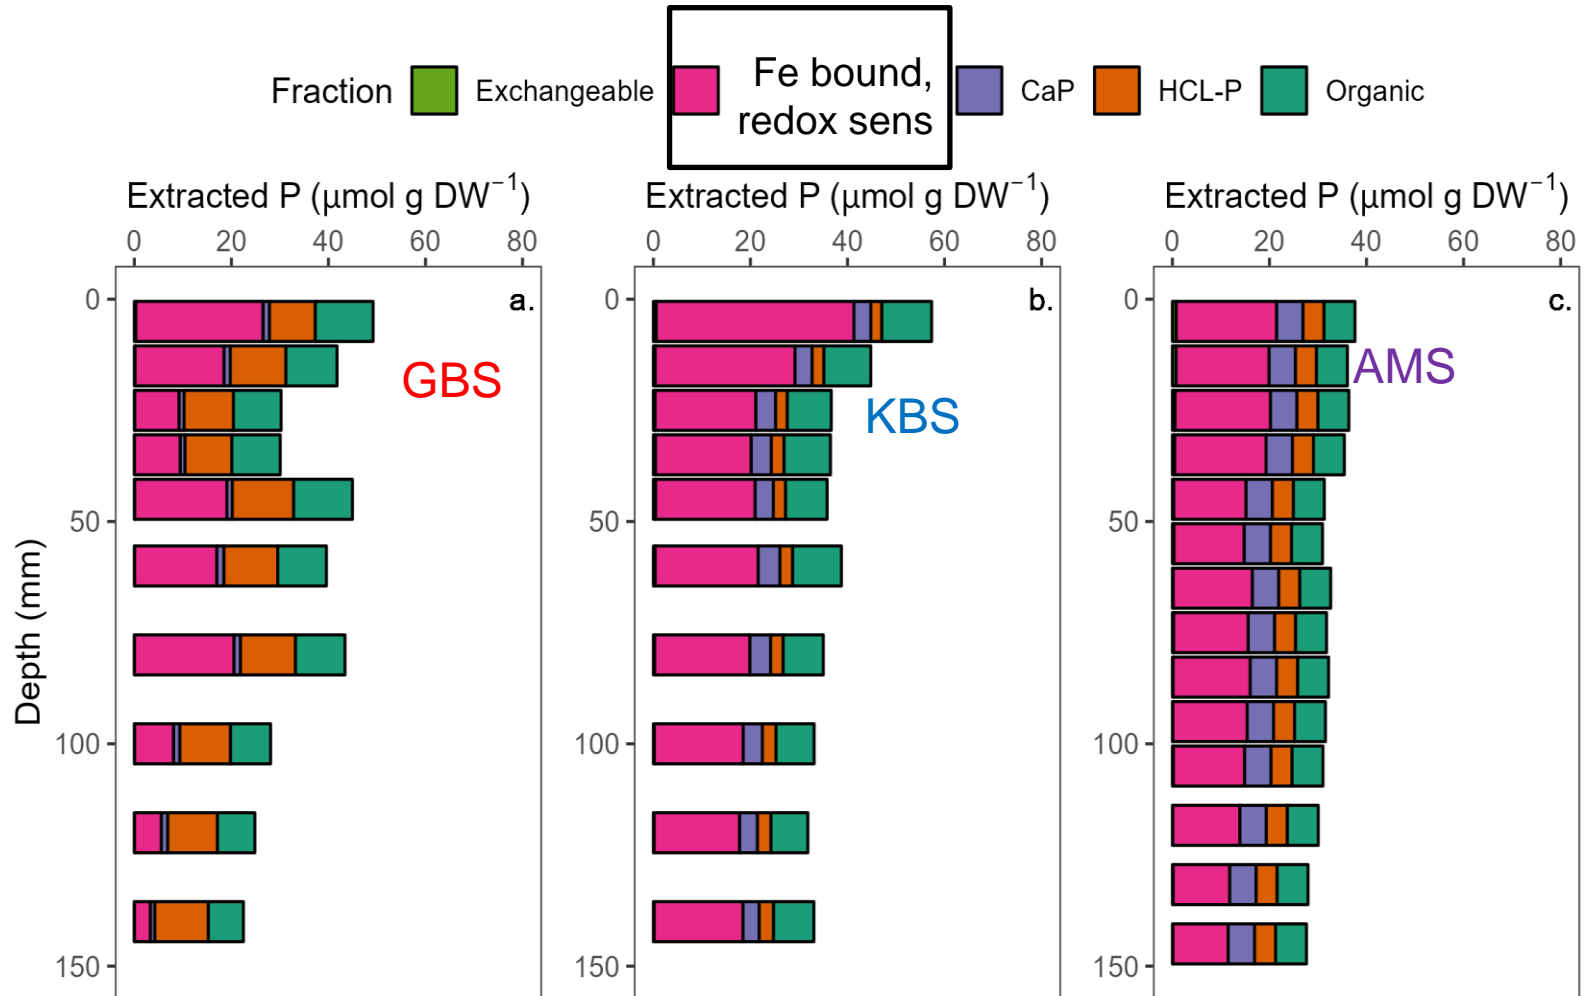 Fraction Exchangeable Fe bound, redox sens CaP HCL-P Organic
Extracted P (μmol g DW⁻¹) Extracted P (μmol g DW⁻¹) Extracted P (μmol g DW⁻¹)
0 20 40 60 80 0 20 40 60 80 0 20 40 60 80
0 a. 0 b. 0 c.
GBS KBS AMS
50 50 50
Depth (mm)
100 100 100
150 150 150